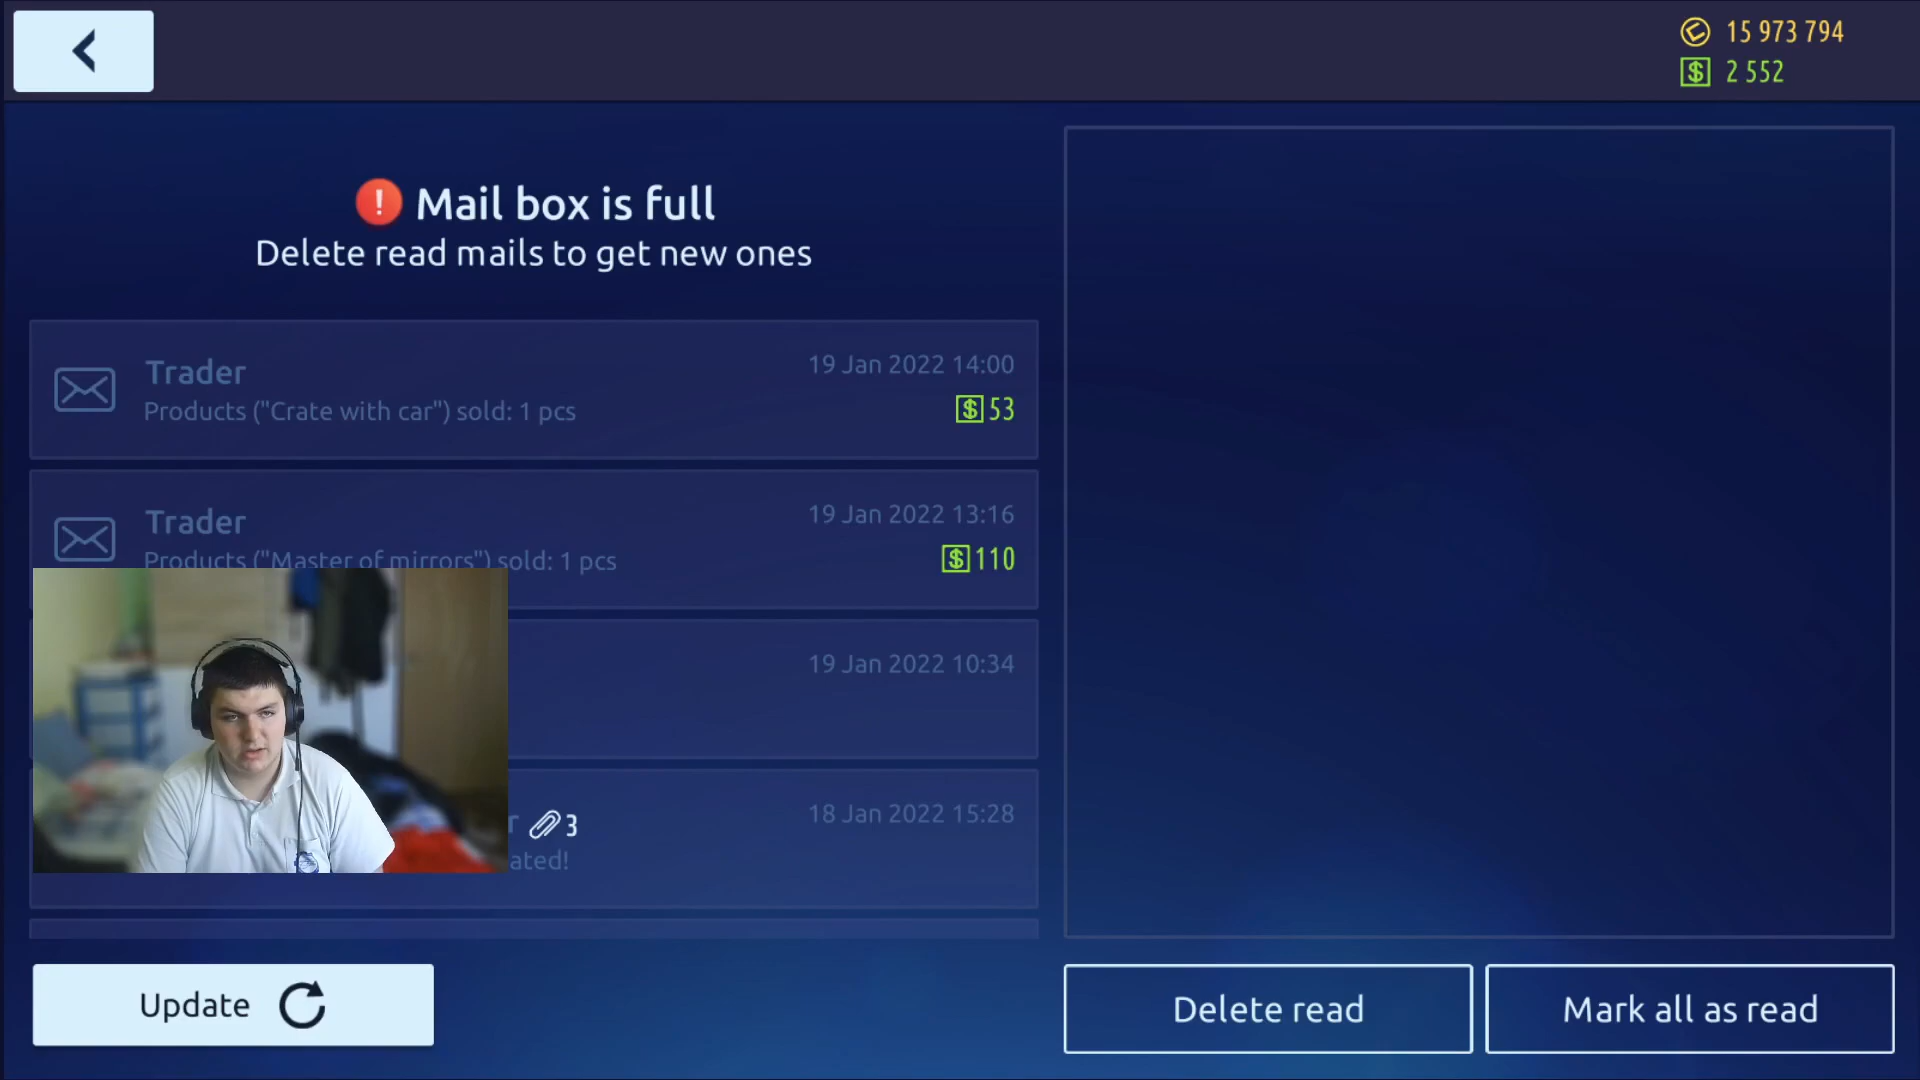 15 973 794
2 552
Mail box is full
Delete read mails to get new ones
Trader
19 Jan 2022 14:00
Products ("Crate with car") sold: 1 pcs
53
Trader
19 Jan 2022 13:16
Products ("Master of mirrors") sold: 1 pcs
110
19 Jan 2022 10:34
3
18 Jan 2022 15:28
ated!
Update
Delete read
Mark all as read